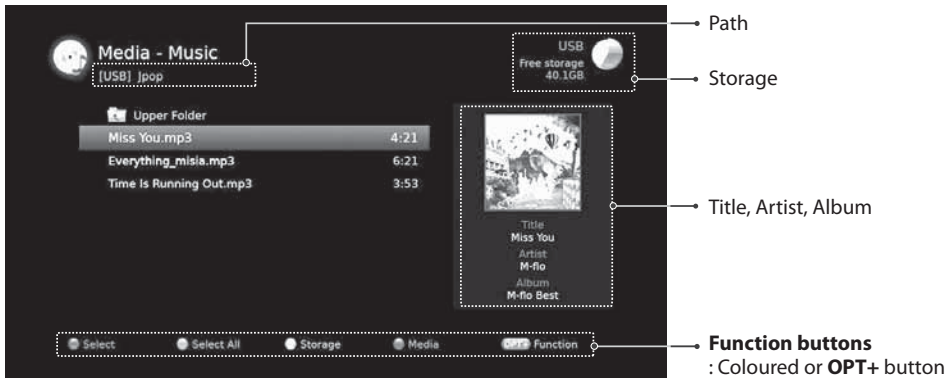 Media - Music
[USB] Jpop
USB
Free storage
40.1GB
Upper Folder
Miss You.mp3 4:21
Everything_misia.mp3 6:21
Time Is Running Out.mp3 3:53
Title
Miss You
Artist
M-flo
Album
M-flo Best
Select Select All Storage Media OPT+ Function
Path
Storage
Title, Artist, Album
Function buttons
: Coloured or OPT+ button